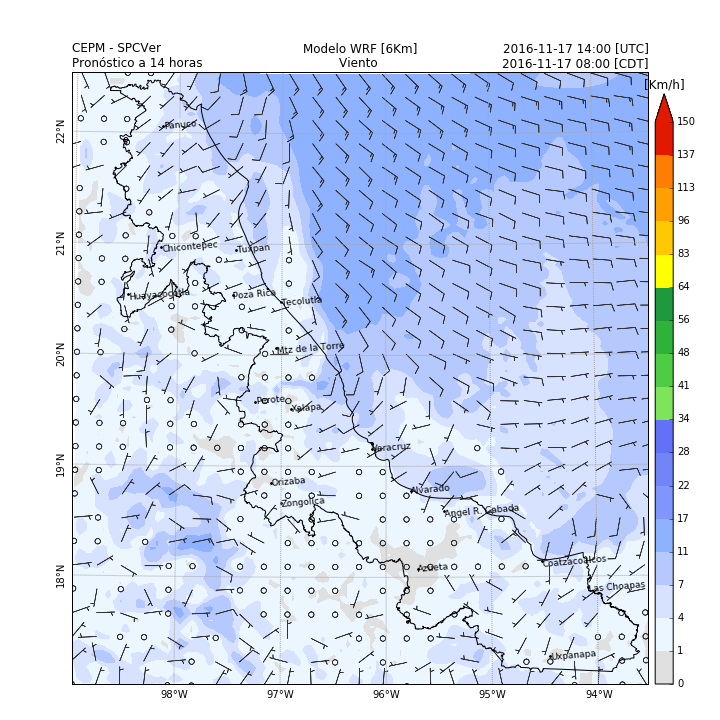 CEPM - SPCVer
Modelo WRF [6Km]
2016-11-17 14:00 [UTC]
Pronóstico a 14 horas
Viento
2016-11-17 08:00 [CDT]
[Km/h]
150
137
113
96
83
64
56
48
41
34
28
22
17
11
7
4
1
0
22°N
21°N
20°N
19°N
18°N
Panuco
Chicontepec
Tuxpan
Huayacocotla
Poza Rica
Tecolutla
Mtz de la Torre
Perote
Xalapa
Veracruz
Orizaba
Alvarado
Zongolica
Angel R. Cabada
Coatzacoalcos
Azueta
Las Choapas
Uxpanapa
98°W
97°W
96°W
95°W
94°W